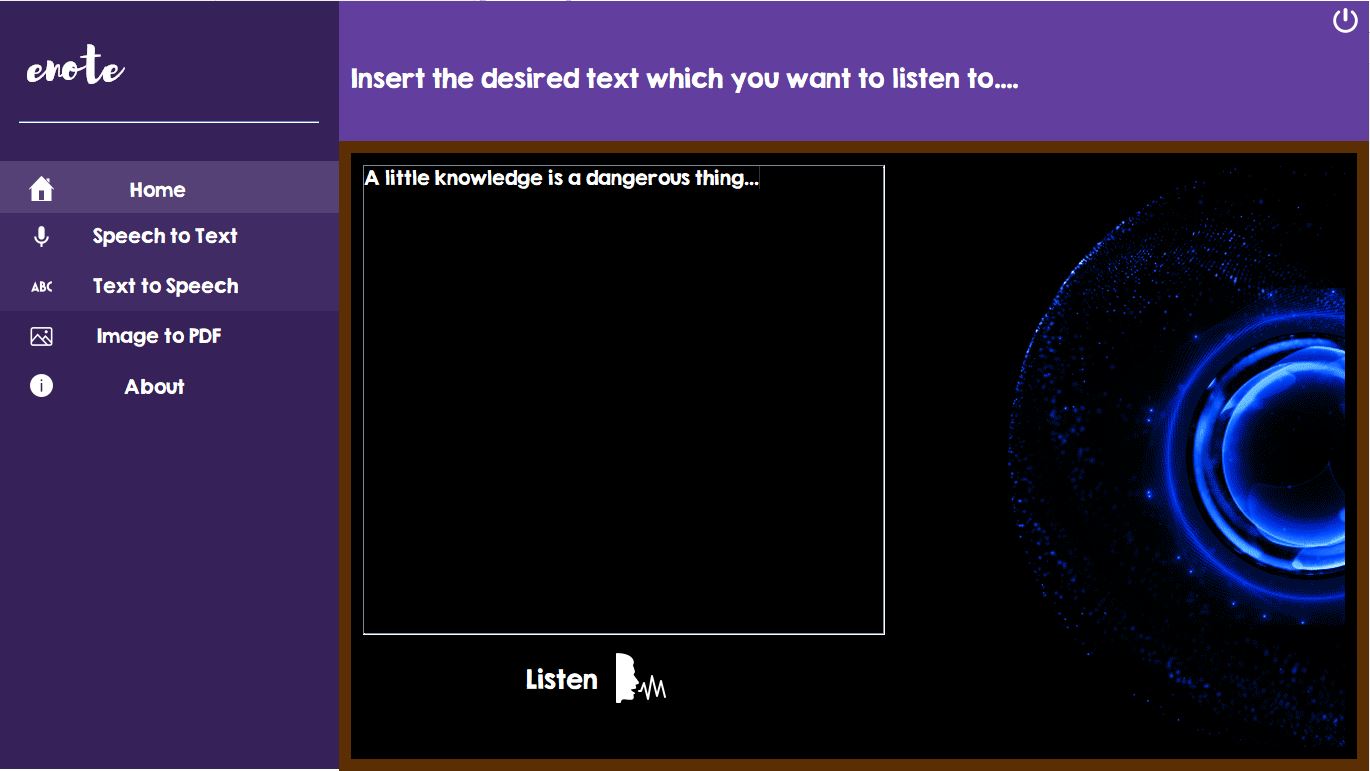 enote
Insert the desired text which you want to listen to....
Home
Speech to Text
ABC
Text to Speech
Image to PDF
i
About
A little knowledge is a dangerous thing...
Listen